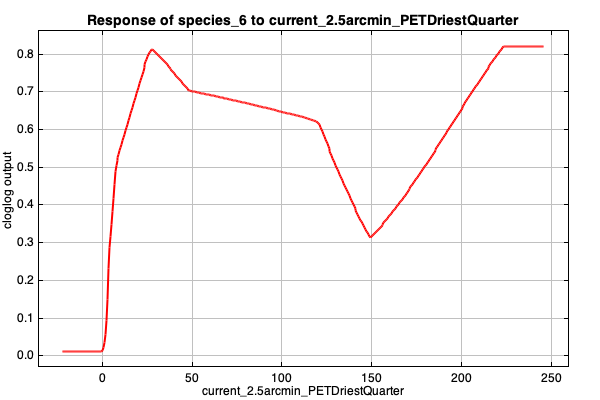 Response of species_6 to current_2.5arcmin_PETDriestQuarter
cloglog output
0.8
0.7
0.6
0.5
0.4
0.3
0.2
0.1
0.0
0 50 100 150 200 250
current_2.5arcmin_PETDriestQuarter